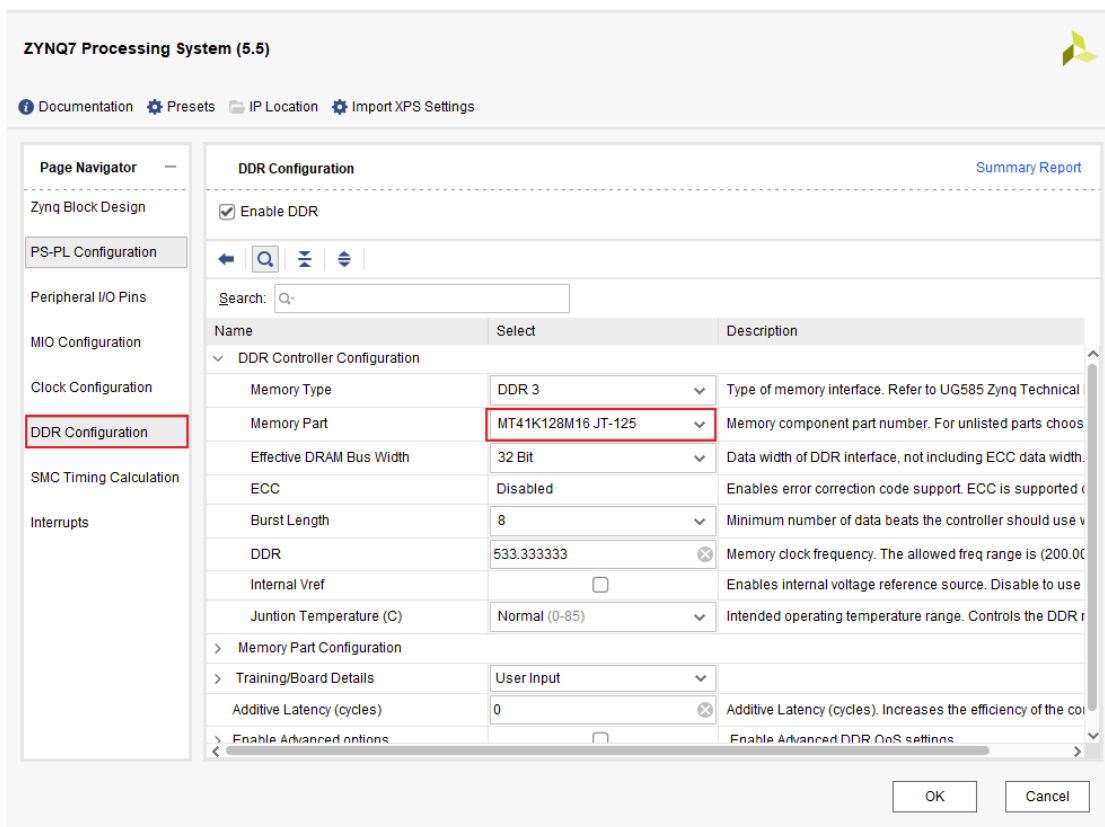 ZYNQ7 Processing System (5.5)
Documentation Presets IP Location Import XPS Settings
Page Navigator
Zynq Block Design
PS-PL Configuration
Peripheral I/O Pins
MIO Configuration
Clock Configuration
DDR Configuration
SMC Timing Calculation
Interrupts
DDR Configuration Summary Report
Enable DDR
Search:
Name Select Description
DDR Controller Configuration
Memory Type DDR 3 Type of memory interface. Refer to UG585 Zynq Technical
Memory Part MT41K128M16 JT-125 Memory component part number. For unlisted parts choos
Effective DRAM Bus Width 32 Bit Data width of DDR interface, not including ECC data width.
ECC Disabled Enables error correction code support. ECC is supported
Burst Length 8 Minimum number of data beats the controller should use
DDR 533.333333 Memory clock frequency. The allowed freq range is (200.00
Internal Vref Enables internal voltage reference source. Disable to use
Juntion Temperature (C) Normal (0-85) Intended operating temperature range. Controls the DDR
Memory Part Configuration
Training/Board Details User Input
Additive Latency (cycles) 0 Additive Latency (cycles). Increases the efficiency of the
Enable Advanced options Enable Advanced DDR QoS settings
OK Cancel